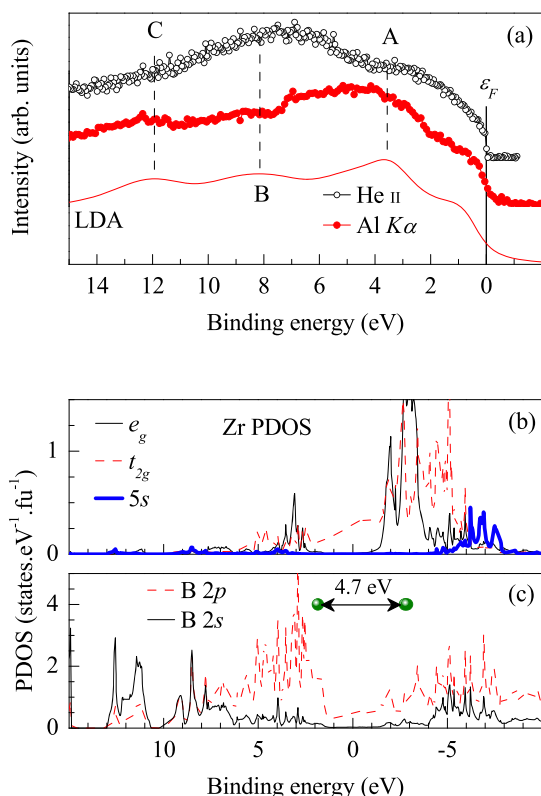 C
(a)
A
ε_F
B
He II
Al Kα
LDA
Intensity (arb. units)
14 12 10 8 6 4 2 0
Binding energy (eV)
(b)
e_g
t_2g
5s
Zr PDOS
1
0
(c)
B 2p
B 2s
4.7 eV
4
2
0
PDOS (states.eV⁻¹.fu⁻¹)
10 5 0 -5
Binding energy (eV)